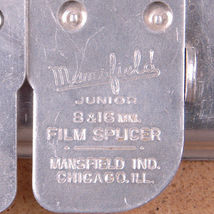 Mansfield
JUNIOR
8 & 16 MM.
FILM SPLICER
MANSFIELD IND.
CHICAGO. ILL.